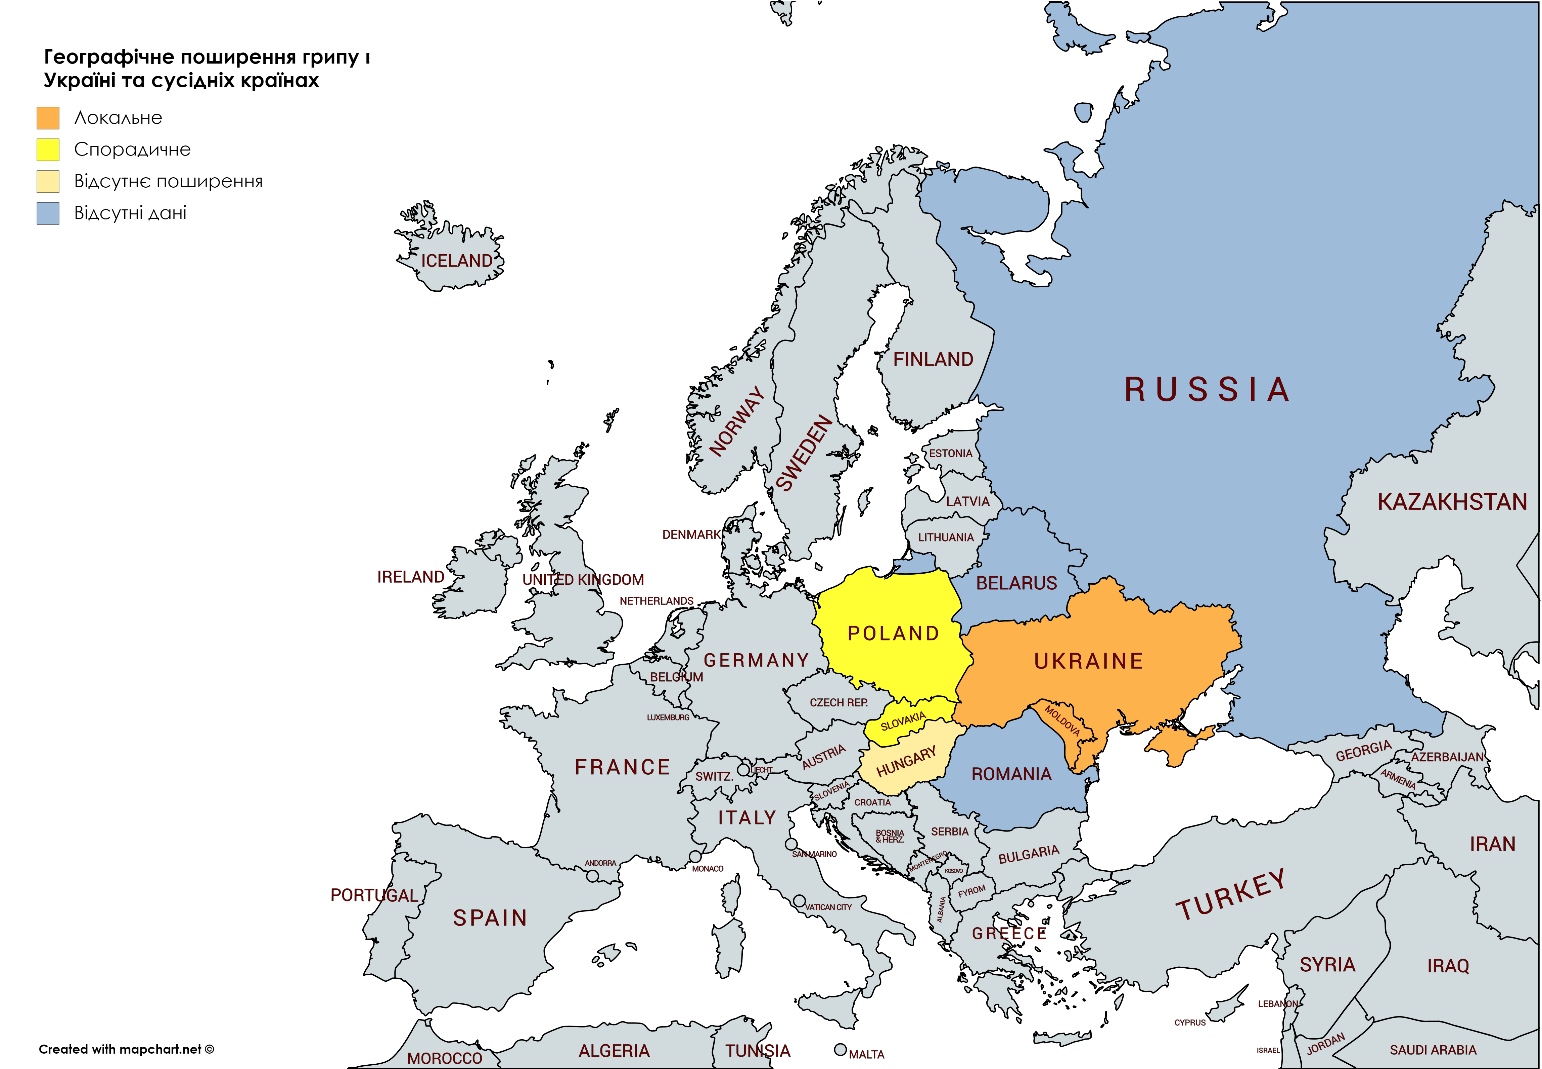 Географічне поширення грипу в
Україні та сусідніх країнах
Локальне
Спорадичне
Відсутнє поширення
Відсутні дані
ICELAND
RUSSIA
FINLAND
NORWAY
SWEDEN
ESTONIA
LATVIA
KAZAKHSTAN
DENMARK
LITHUANIA
IRELAND
UNITED KINGDOM
BELARUS
NETHERLANDS
POLAND
GERMANY
UKRAINE
BELGIUM
CZECH REP.
LUXEMBURG
SLOVAKIA
MOLDOVA
AUSTRIA
HUNGARY
GEORGIA
AZERBAIJAN
FRANCE
SWITZ.
LIECHT.
ROMANIA
ARMENIA
SLOVENIA
CROATIA
ITALY
BOSNIA
& HERZ.
SERBIA
IRAN
SAN MARINO
BULGARIA
ANDORRA
MONACO
MONTENEGRO
KOSVO
PORTUGAL
FYROM
TURKEY
SPAIN
VATICAN CITY
ALBANIA
GREECE
SYRIA
IRAQ
LEBANON
CYPRUS
Created with mapchart.net ©
MOROCCO
ALGERIA
TUNISIA
MALTA
ISRAEL
JORDAN
SAUDI ARABIA